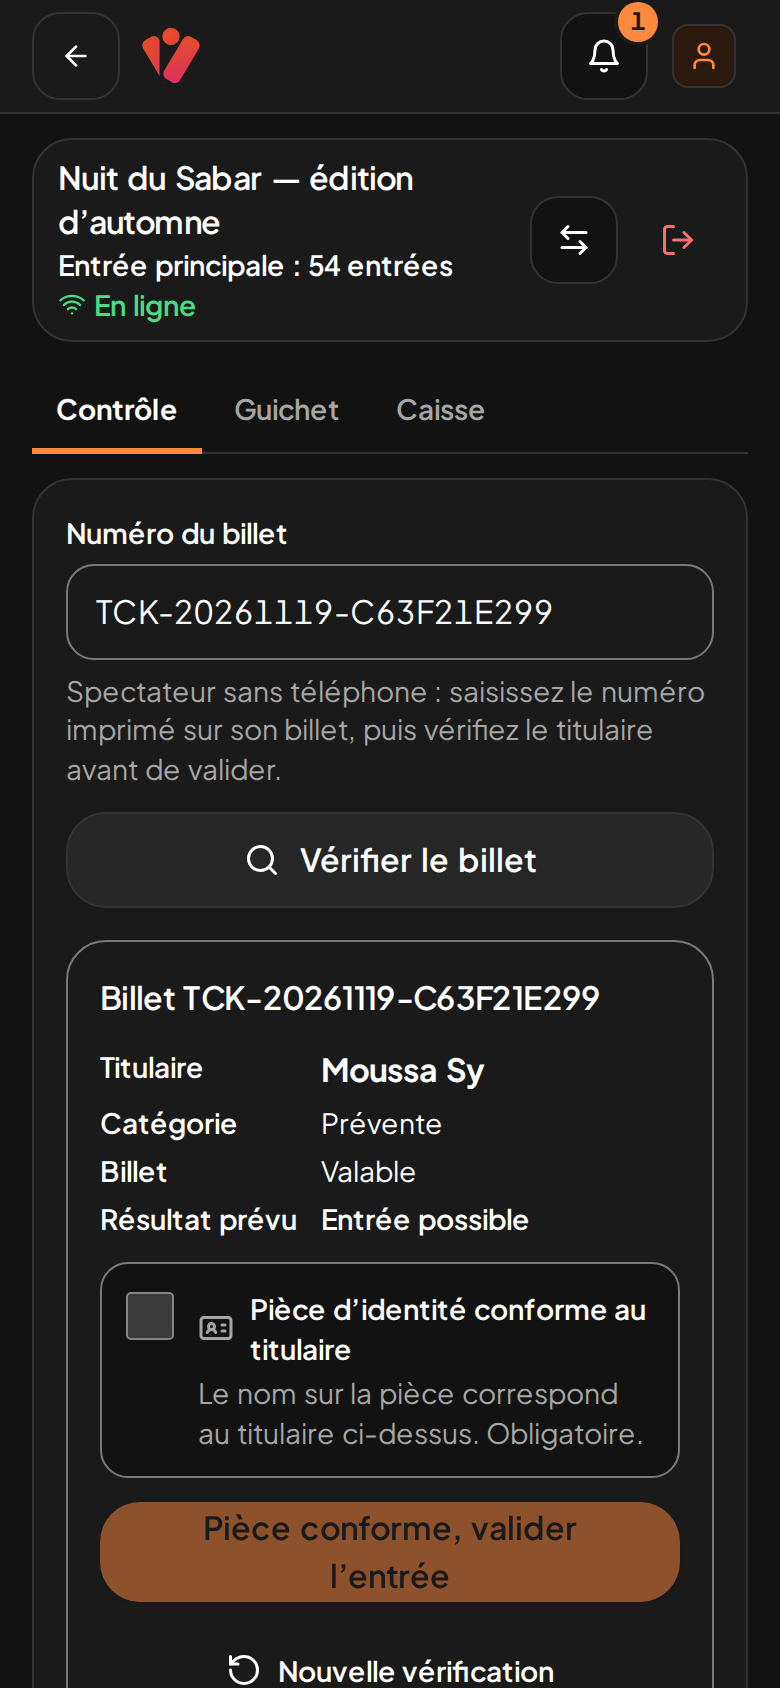 1
Nuit du Sabar — édition
d’automne
Entrée principale : 54 entrées
En ligne
Contrôle Guichet Caisse
Numéro du billet
TCK-20261119-C63F21E299
Spectateur sans téléphone : saisissez le numéro
imprimé sur son billet, puis vérifiez le titulaire
avant de valider.
Vérifier le billet
Billet TCK-20261119-C63F21E299
Titulaire Moussa Sy
Catégorie Prévente
Billet Valable
Résultat prévu Entrée possible
Pièce d’identité conforme au
titulaire
Le nom sur la pièce correspond
au titulaire ci-dessus. Obligatoire.
Pièce conforme, valider
l’entrée
Nouvelle vérification